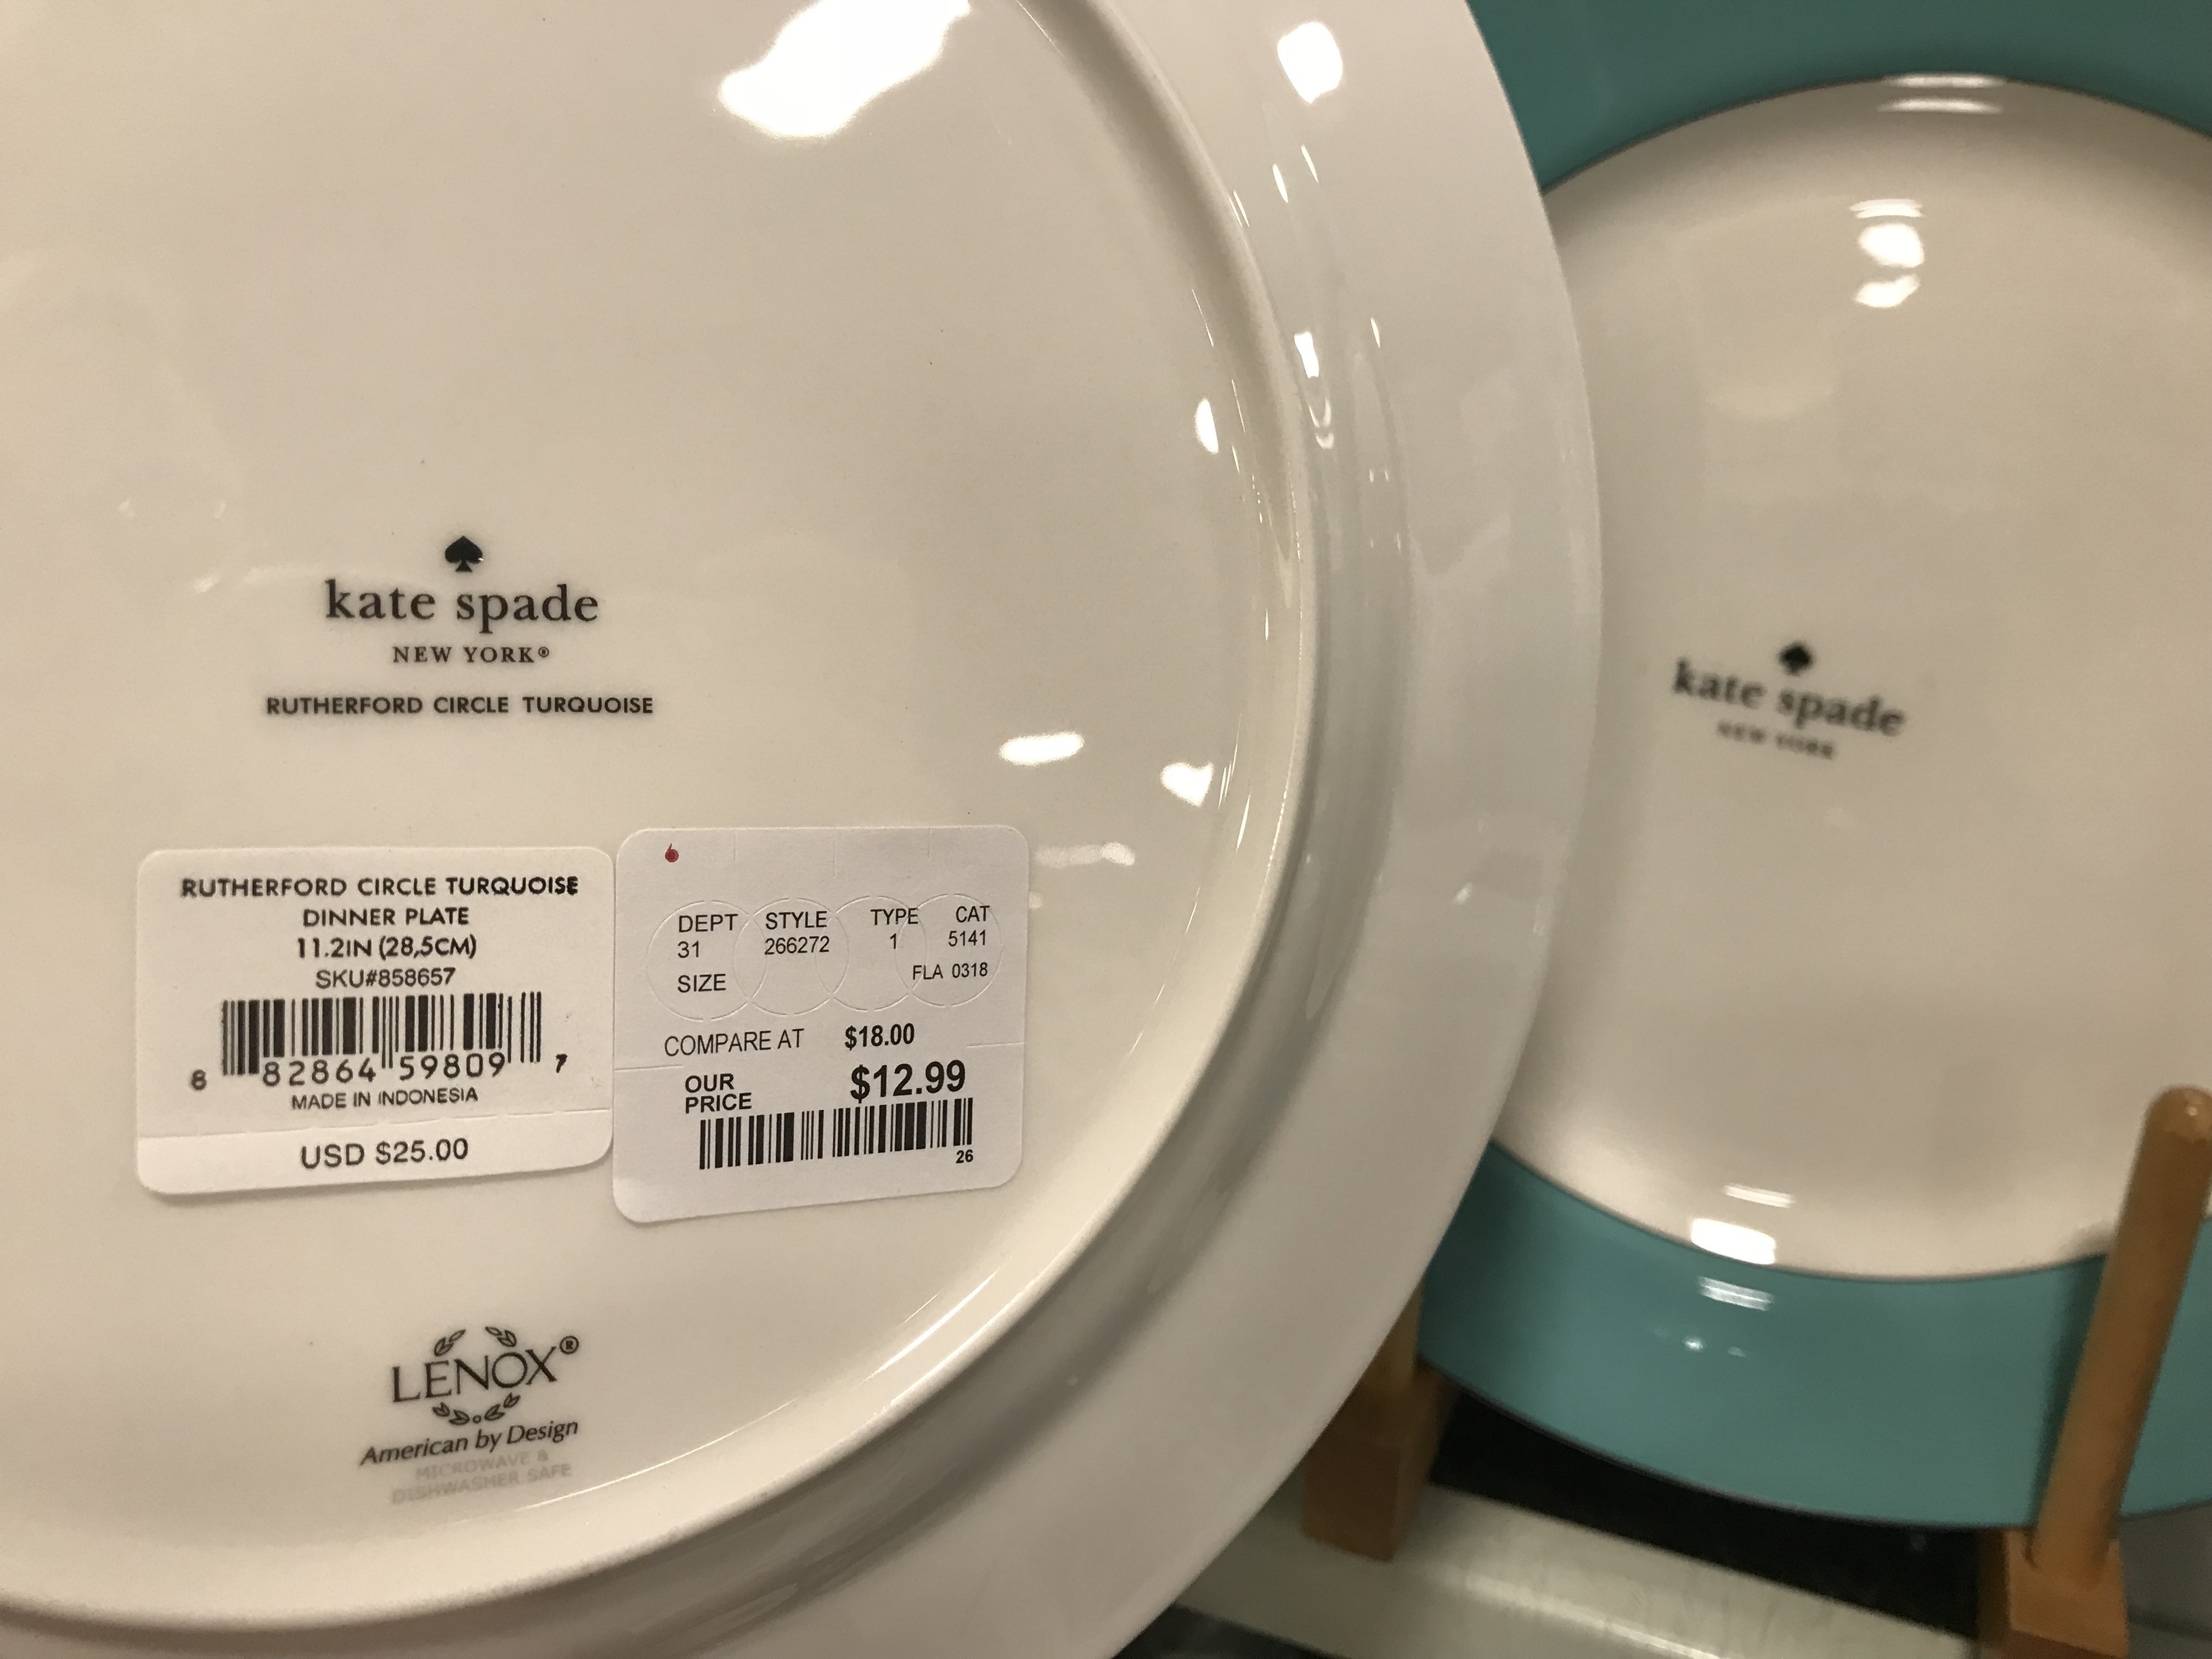 kate spade
NEW YORK®
RUTHERFORD CIRCLE TURQUOISE
RUTHERFORD CIRCLE TURQUOISE
DINNER PLATE
11.2IN (28,5CM)
SKU#858657
8 82864 59809 7
MADE IN INDONESIA
USD $25.00
DEPT STYLE TYPE CAT
31 266272 1 5141
SIZE FLA 0318
COMPARE AT $18.00
OUR PRICE $12.99
26
LENOX®
American by Design
MICROWAVE &
DISHWASHER SAFE
kate spade
NEW YORK